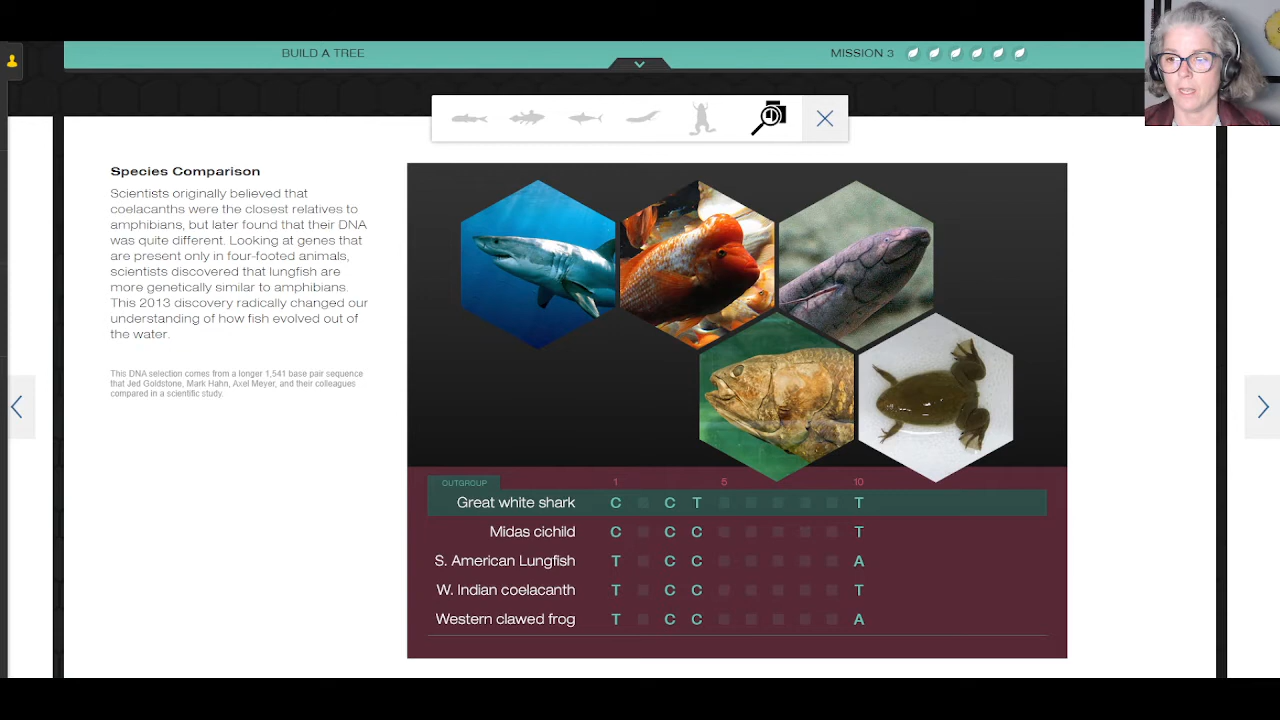 BUILD A TREE
MISSION 3
Species Comparison
Scientists originally believed that
coelacanths were the closest relatives to
amphibians, but later found that their DNA
was quite different. Looking at genes that
are present only in four-footed animals,
scientists discovered that lungfish are
more genetically similar to amphibians.
This 2013 discovery radically changed our
understanding of how fish evolved out of
the water.
This DNA selection comes from a longer 1,541 base pair sequence
that Jed Goldstone, Mark Hahn, Axel Meyer, and their colleagues
compared in a scientific study.
OUTGROUP 1 5 10
Great white shark C C T T
Midas cichild C C C T
S. American Lungfish T C C A
W. Indian coelacanth T C C T
Western clawed frog T C C A